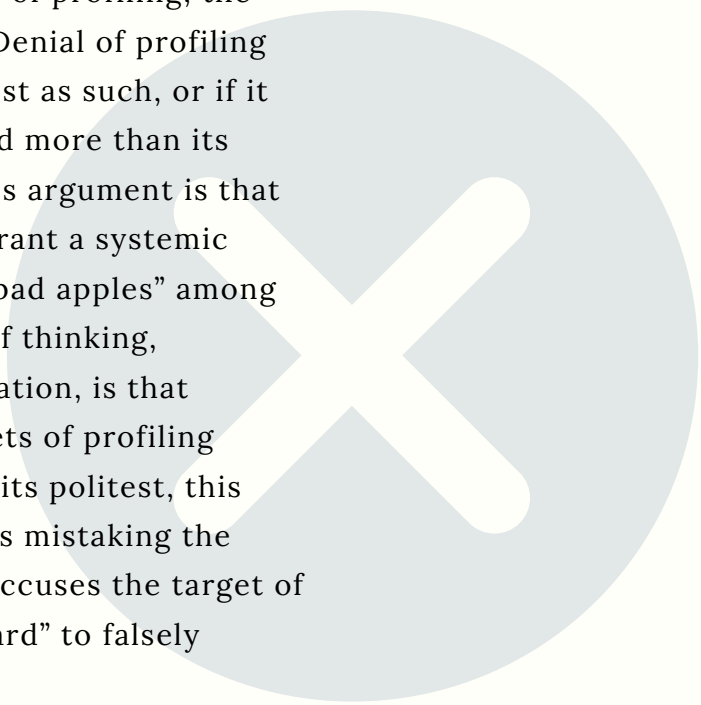 of profiling, the
Denial of profiling
st as such, or if it
d more than its
s argument is that
rant a systemic
bad apples” among
f thinking,
ation, is that
ets of profiling
its politest, this
s mistaking the
ccuses the target of
ard” to falsely